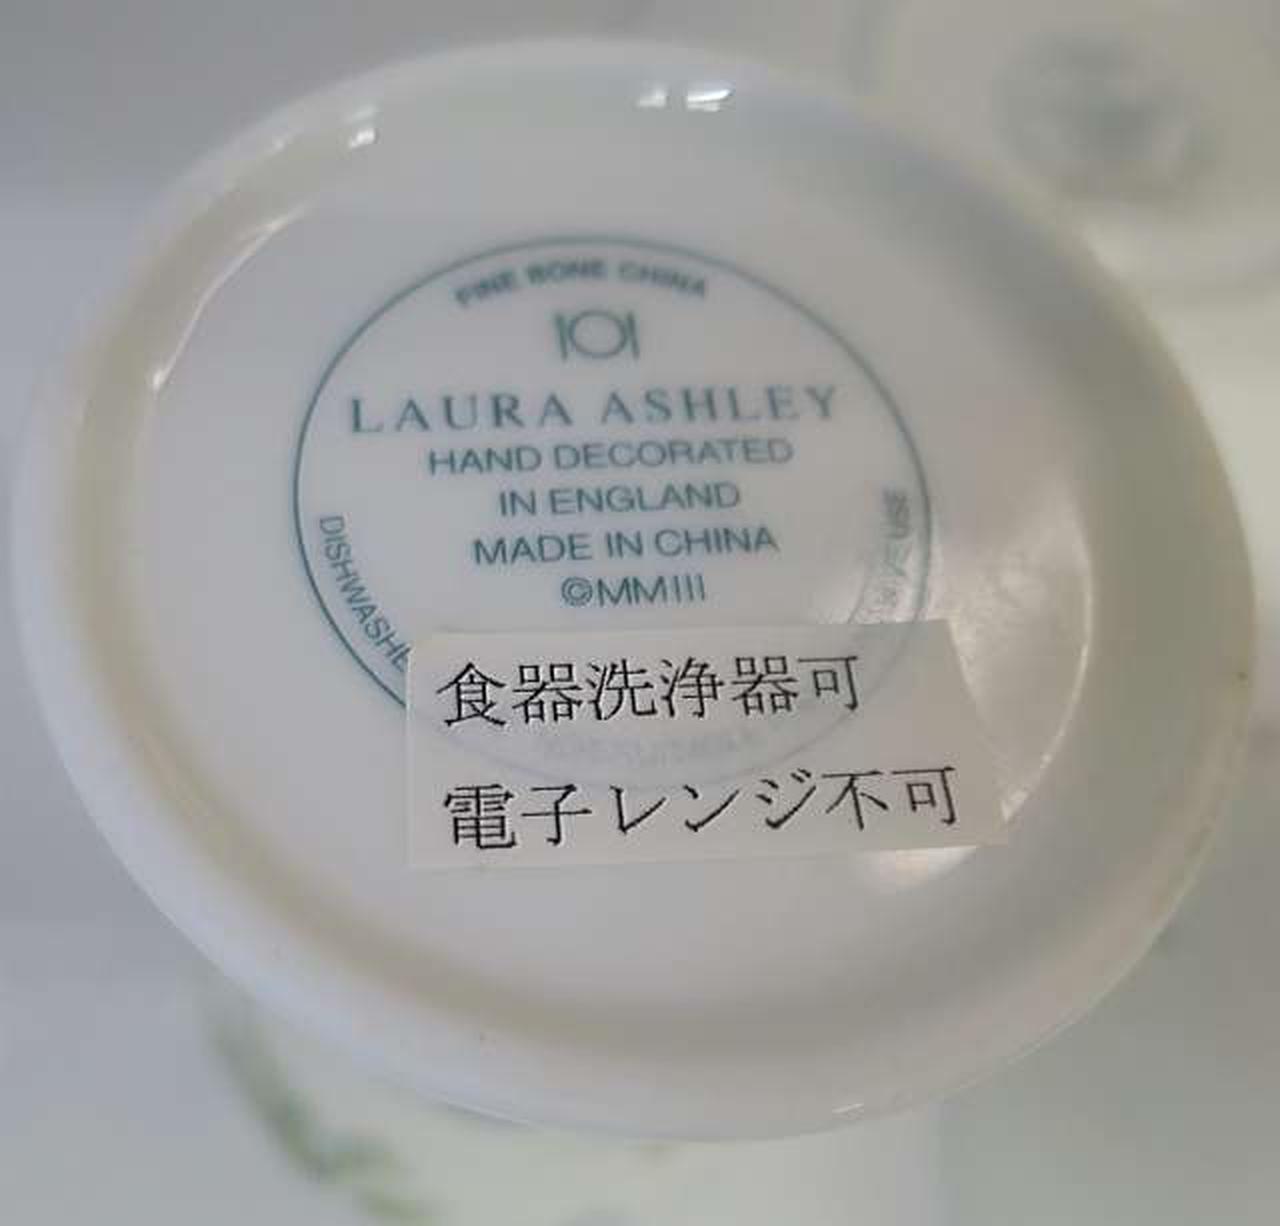 FINE BONE CHINA
LAURA ASHLEY
HAND DECORATED
IN ENGLAND
MADE IN CHINA
©MMIII
食器洗浄器可
電子レンジ不可